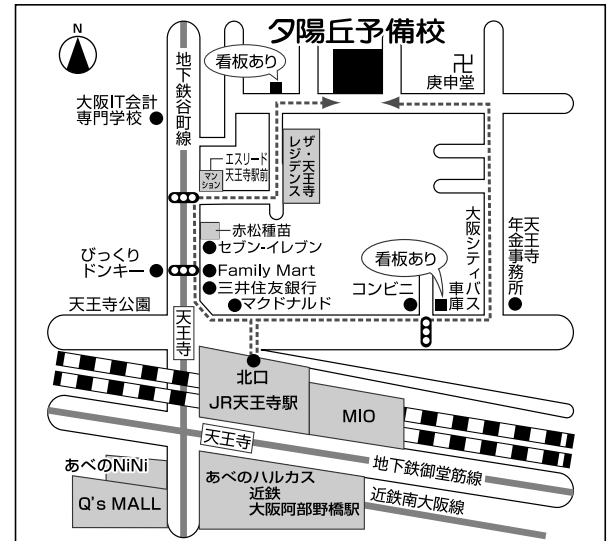 夕陽丘予備校
N
看板あり
庚申堂
地下鉄谷町線
大阪IT会計
専門学校
エスリード
天王寺駅前
マン
ション
ザ・天王寺
レジデンス
赤松種苗
セブン-イレブン
びっくり
ドンキー
Family Mart
三井住友銀行
マクドナルド
看板あり
コンビニ
大阪シティバス
車庫
天王寺
年金事務所
天王寺公園
天王寺
北口
JR天王寺駅
MIO
天王寺
地下鉄御堂筋線
あべのNiNi
Q's MALL
あべのハルカス
近鉄
大阪阿部野橋駅
近鉄南大阪線